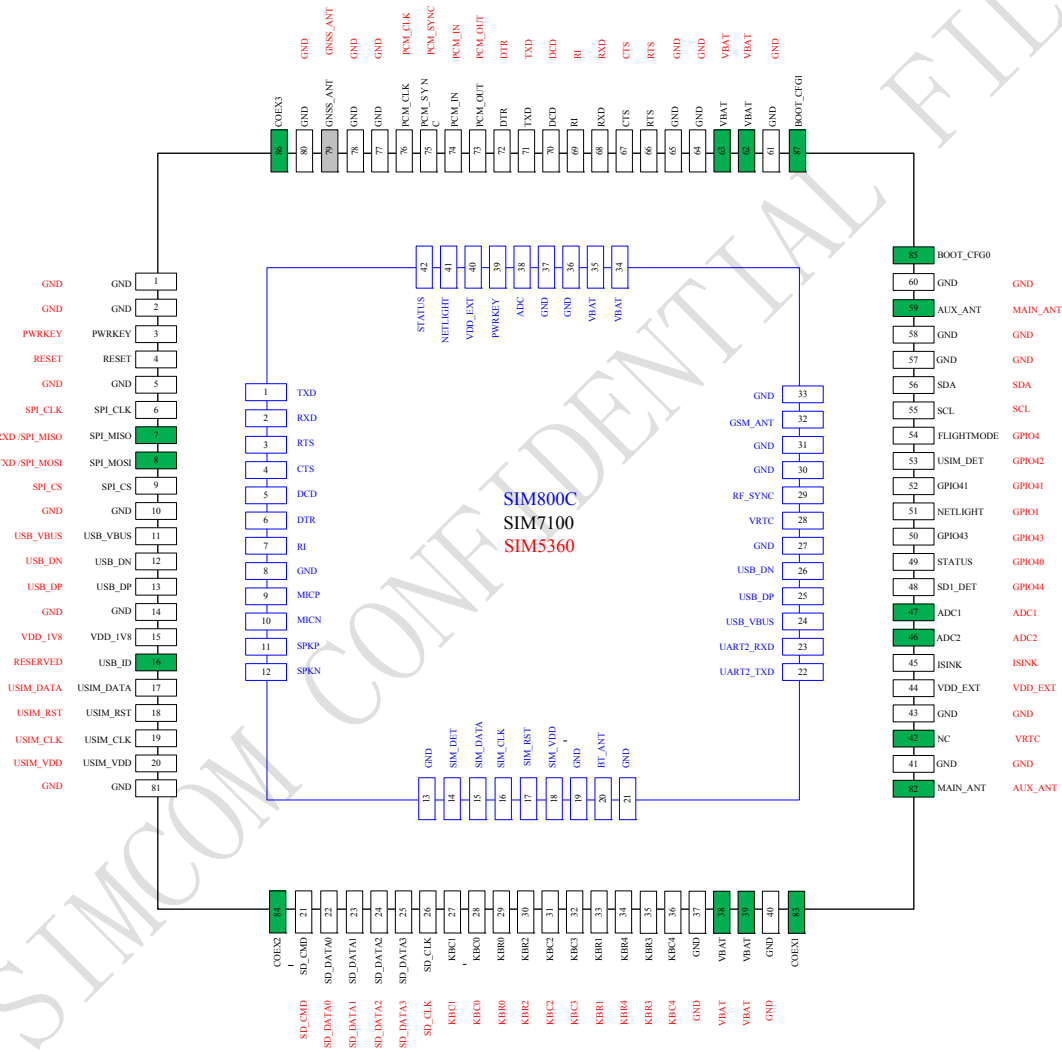 GND GNSS_ANT GND GND PCM_CLK PCM_SYNC PCM_IN PCM_OUT DTR TXD DCD RI RXD CTS RTS GND GND VBAT VBAT GND
COEX3 GND GNSS_ANT GND GND PCM_CLK PCM_SYN C PCM_IN PCM_OUT DTR TXD DCD RI RXD CTS RTS GND GND VBAT VBAT GND BOOT_CFG1
86 80 79 78 77 76 75 74 73 72 71 70 69 68 67 66 65 64 63 62 61 87
42 41 40 39 38 37 36 35 34
STATUS NETLIGHT VDD_EXT PWRKEY ADC GND GND VBAT VBAT
GND GND 1
GND GND 2
PWRKEY PWRKEY 3
RESET RESET 4
GND GND 5
SPI_CLK SPI_CLK 6
RXD /SPI_MISO SPI_MISO 7
TXD /SPI_MOSI SPI_MOSI 8
SPI_CS SPI_CS 9
GND GND 10
USB_VBUS USB_VBUS 11
USB_DN USB_DN 12
USB_DP USB_DP 13
GND GND 14
VDD_1V8 VDD_1V8 15
RESERVED USB_ID 16
USIM_DATA USIM_DATA 17
USIM_RST USIM_RST 18
USIM_CLK USIM_CLK 19
USIM_VDD USIM_VDD 20
GND GND 81
1 TXD
2 RXD
3 RTS
4 CTS
5 DCD
6 DTR
7 RI
8 GND
9 MICP
10 MICN
11 SPKP
12 SPKN
SIM800C
SIM7100
SIM5360
GND 33
GSM_ANT 32
GND 31
GND 30
RF_SYNC 29
VRTC 28
GND 27
USB_DN 26
USB_DP 25
USB_VBUS 24
UART2_RXD 23
UART2_TXD 22
85 BOOT_CFG0
60 GND GND
59 AUX_ANT MAIN_ANT
58 GND GND
57 GND GND
56 SDA SDA
55 SCL SCL
54 FLIGHTMODE GPIO4
53 USIM_DET GPIO42
52 GPIO41 GPIO41
51 NETLIGHT GPIO1
50 GPIO43 GPIO43
49 STATUS GPIO40
48 SD1_DET GPIO44
47 ADC1 ADC1
46 ADC2 ADC2
45 ISINK ISINK
44 VDD_EXT VDD_EXT
43 GND GND
42 NC VRTC
41 GND GND
82 MAIN_ANT AUX_ANT
GND SIM_DET SIM_DATA SIM_CLK SIM_RST SIM_VDD GND BT_ANT GND
13 14 15 16 17 18 19 20 21
84 21 22 23 24 25 26 27 28 29 30 31 32 33 34 35 36 37 38 39 40 83
COEX2 SD_CMD SD_DATA0 SD_DATA1 SD_DATA2 SD_DATA3 SD_CLK KBC1 KBC0 KBR0 KBR2 KBC2 KBC3 KBR1 KBR4 KBR3 KBC4 GND VBAT VBAT GND COEX1
SD_CMD SD_DATA0 SD_DATA1 SD_DATA2 SD_DATA3 SD_CLK KBC1 KBC0 KBR0 KBR2 KBC2 KBC3 KBR1 KBR4 KBR3 KBC4 GND VBAT VBAT GND
SIMCOM CONFIDENTIAL FIL